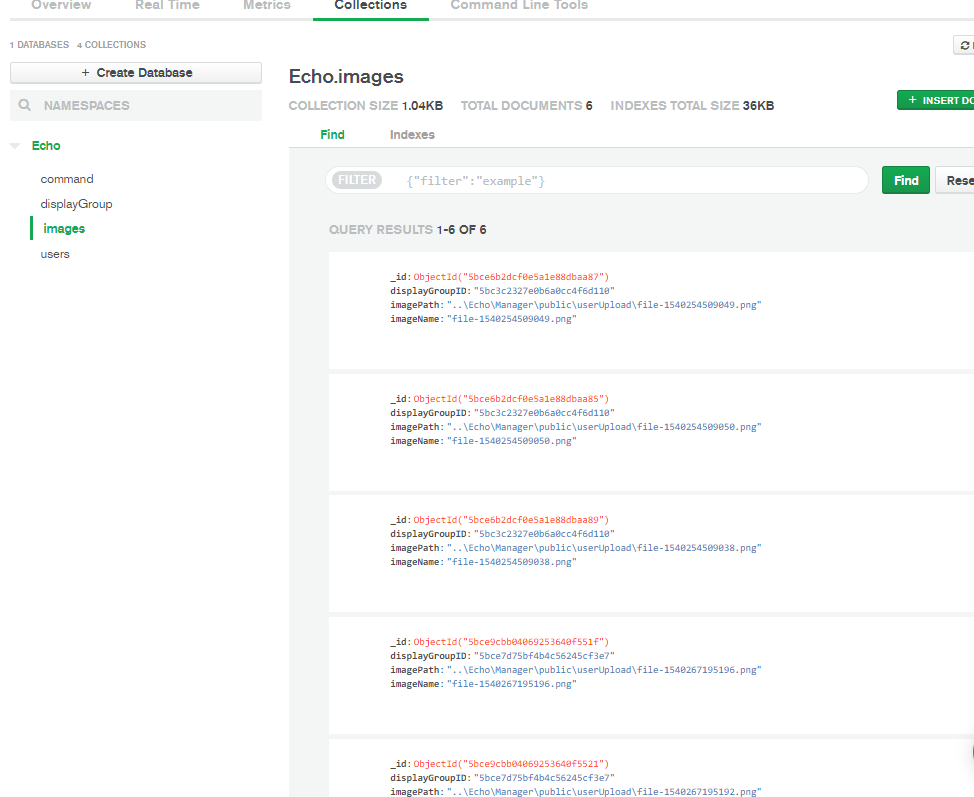 Overview Real Time Metrics Collections Command Line Tools
1 DATABASES 4 COLLECTIONS
+ Create Database
NAMESPACES
Echo
command
displayGroup
images
users
Echo.images
COLLECTION SIZE 1.04KB TOTAL DOCUMENTS 6 INDEXES TOTAL SIZE 36KB
+ INSERT DO
Find Indexes
FILTER {"filter":"example"}
Find Rese
QUERY RESULTS 1-6 OF 6
_id:ObjectId("5bce6b2dcf0e5a1e88dbaa87")
displayGroupID:"5bc3c2327e0b6a0cc4f6d110"
imagePath:"..\Echo\Manager\public\userUpload\file-1540254509049.png"
imageName:"file-1540254509049.png"
_id:ObjectId("5bce6b2dcf0e5a1e88dbaa85")
displayGroupID:"5bc3c2327e0b6a0cc4f6d110"
imagePath:"..\Echo\Manager\public\userUpload\file-1540254509050.png"
imageName:"file-1540254509050.png"
_id:ObjectId("5bce6b2dcf0e5a1e88dbaa89")
displayGroupID:"5bc3c2327e0b6a0cc4f6d110"
imagePath:"..\Echo\Manager\public\userUpload\file-1540254509038.png"
imageName:"file-1540254509038.png"
_id:ObjectId("5bce9cbb04069253640f551f")
displayGroupID:"5bce7d75bf4b4c56245cf3e7"
imagePath:"..\Echo\Manager\public\userUpload\file-1540267195196.png"
imageName:"file-1540267195196.png"
_id:ObjectId("5bce9cbb04069253640f5521")
displayGroupID:"5bce7d75bf4b4c56245cf3e7"
imagePath:"..\Echo\Manager\public\userUpload\file-1540267195192.png"